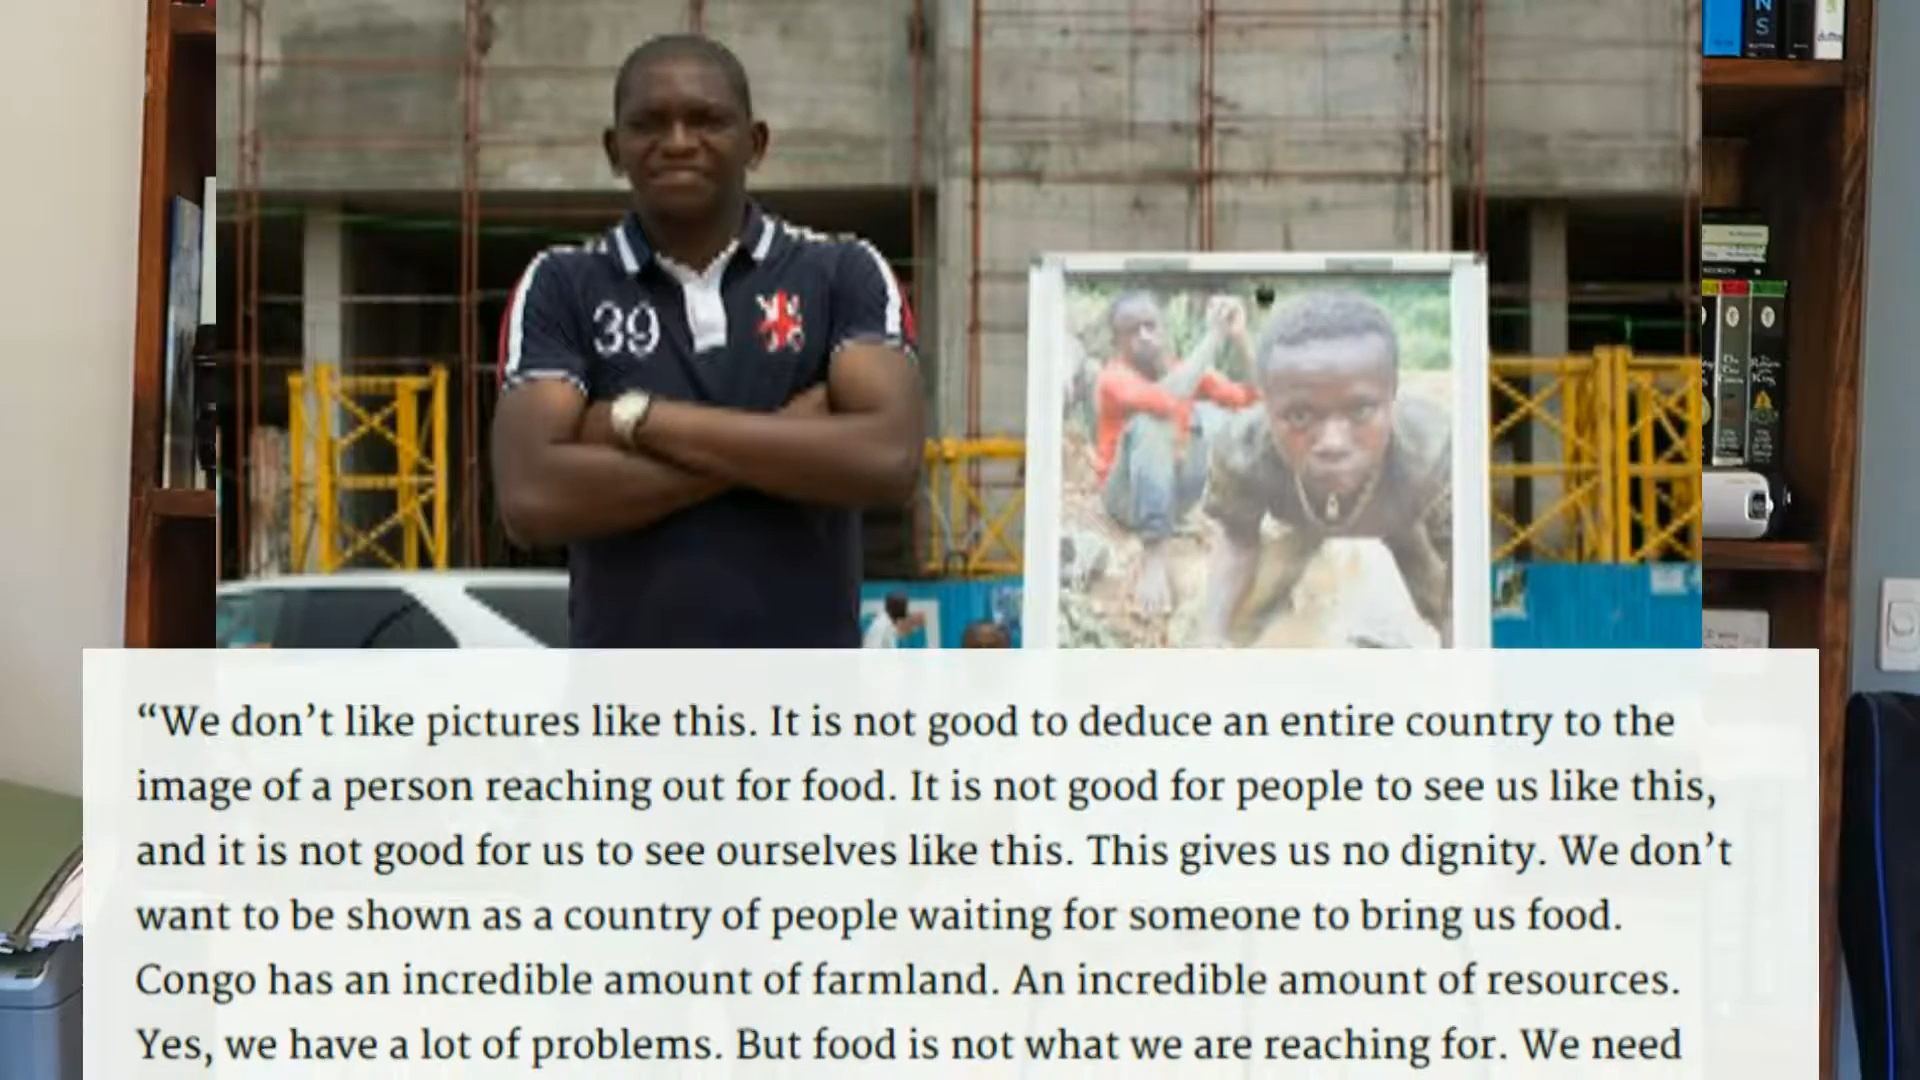 N
S
39
“We don’t like pictures like this. It is not good to deduce an entire country to the
image of a person reaching out for food. It is not good for people to see us like this,
and it is not good for us to see ourselves like this. This gives us no dignity. We don’t
want to be shown as a country of people waiting for someone to bring us food.
Congo has an incredible amount of farmland. An incredible amount of resources.
Yes, we have a lot of problems. But food is not what we are reaching for. We need